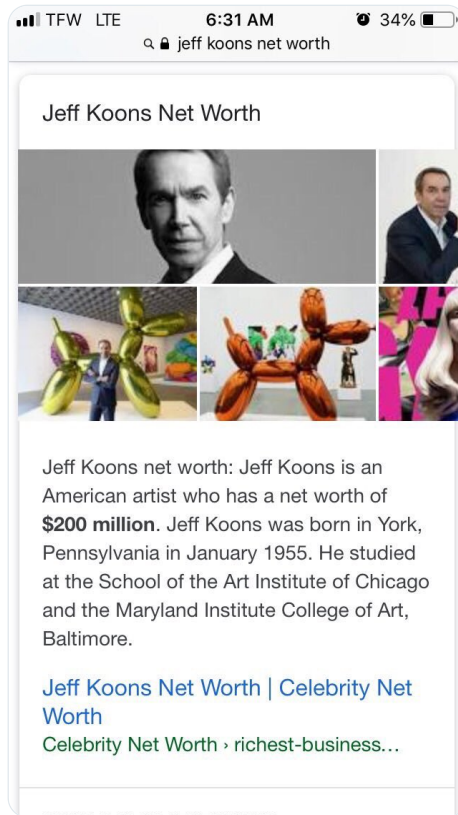 TFW LTE 6:31 AM 34%
jeff koons net worth
Jeff Koons Net Worth
Jeff Koons net worth: Jeff Koons is an
American artist who has a net worth of
$200 million. Jeff Koons was born in York,
Pennsylvania in January 1955. He studied
at the School of the Art Institute of Chicago
and the Maryland Institute College of Art,
Baltimore.
Jeff Koons Net Worth | Celebrity Net
Worth
Celebrity Net Worth › richest-business...